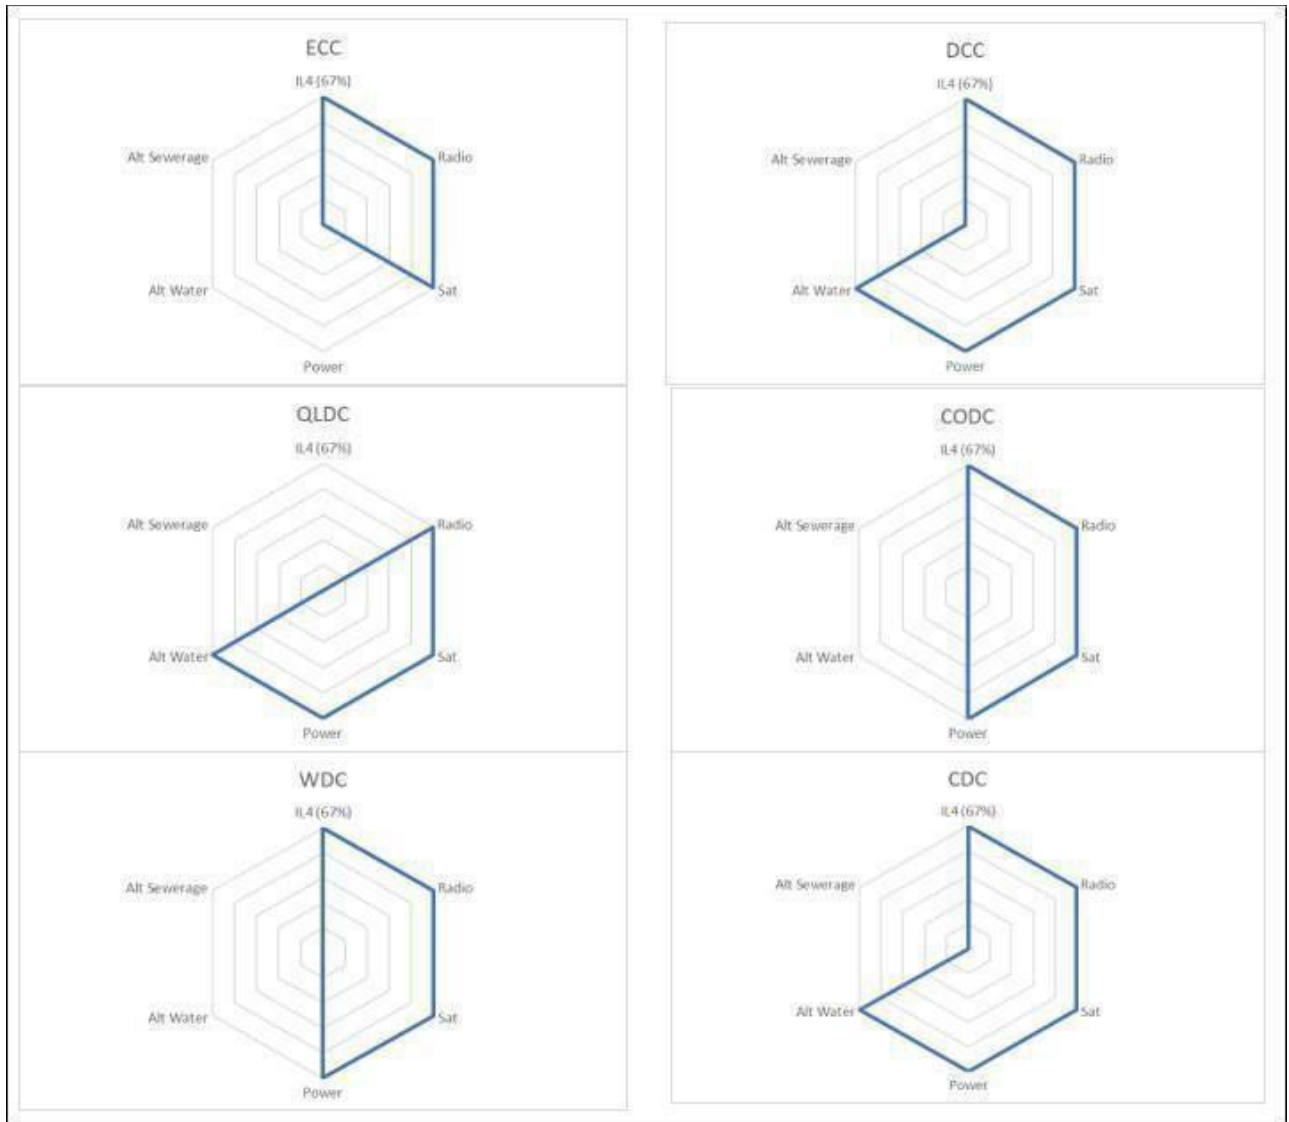 ECC
IL4 (67%)
Alt Sewerage
Radio
Alt Water
Sat
Power
DCC
IL4 (67%)
Alt Sewerage
Radio
Alt Water
Sat
Power
QLDC
IL4 (67%)
Alt Sewerage
Radio
Alt Water
Sat
Power
CODC
IL4 (67%)
Alt Sewerage
Radio
Alt Water
Sat
Power
WDC
IL4 (67%)
Alt Sewerage
Radio
Alt Water
Sat
Power
CDC
IL4 (67%)
Alt Sewerage
Radio
Alt Water
Sat
Power